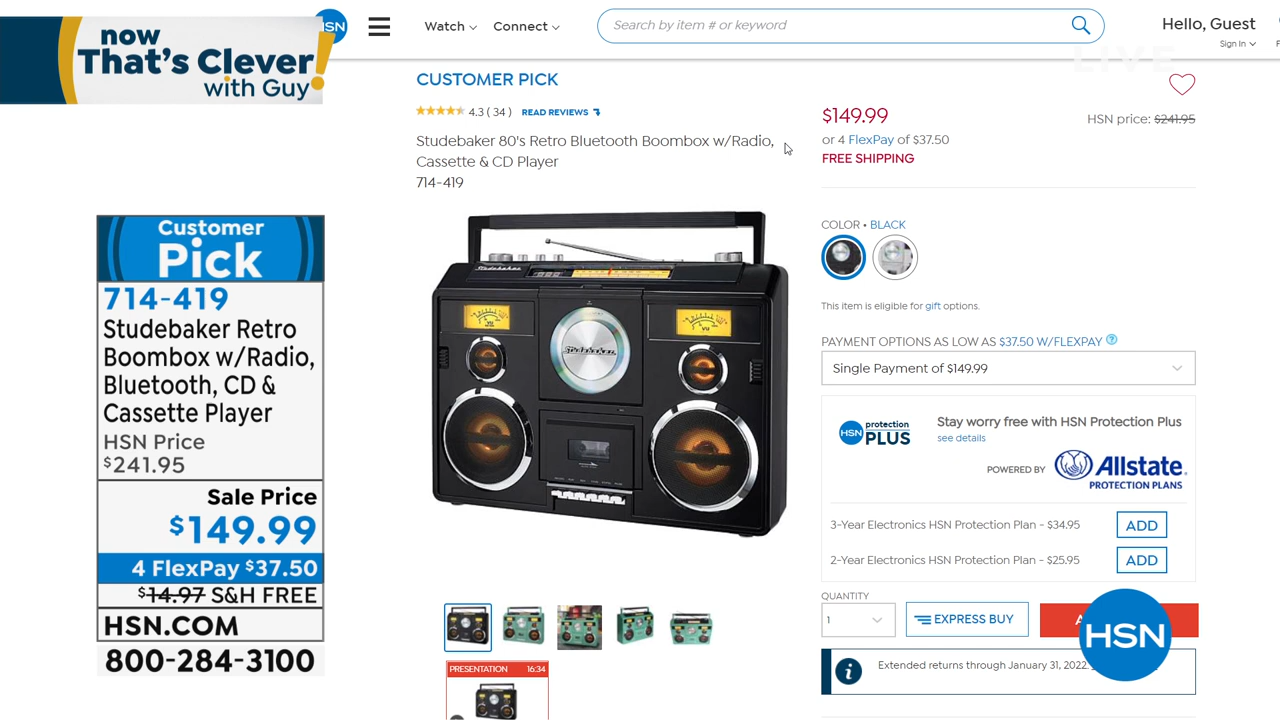 now
That's Clever!
with Guy
SN
Watch
Connect
Search by item # or keyword
Hello, Guest
Sign In
LIVE
CUSTOMER PICK
4.3 ( 34 ) READ REVIEWS
Studebaker 80's Retro Bluetooth Boombox w/Radio,
Cassette & CD Player
714-419
$149.99
HSN price: $241.95
or 4 FlexPay of $37.50
FREE SHIPPING
COLOR • BLACK
This item is eligible for gift options.
PAYMENT OPTIONS AS LOW AS $37.50 W/FLEXPAY ?
Single Payment of $149.99
HSN protection
PLUS
Stay worry free with HSN Protection Plus
see details
POWERED BY Allstate.
PROTECTION PLANS
3-Year Electronics HSN Protection Plan - $34.95 ADD
2-Year Electronics HSN Protection Plan - $25.95 ADD
QUANTITY
1
EXPRESS BUY
A
HSN
Extended returns through January 31, 2022.
Studebaker
VU
VU
Studebaker
PRESENTATION 16:34
Customer
Pick
714-419
Studebaker Retro
Boombox w/Radio,
Bluetooth, CD &
Cassette Player
HSN Price
$241.95
Sale Price
$149.99
4 FlexPay $37.50
$14.97 S&H FREE
HSN.COM
800-284-3100